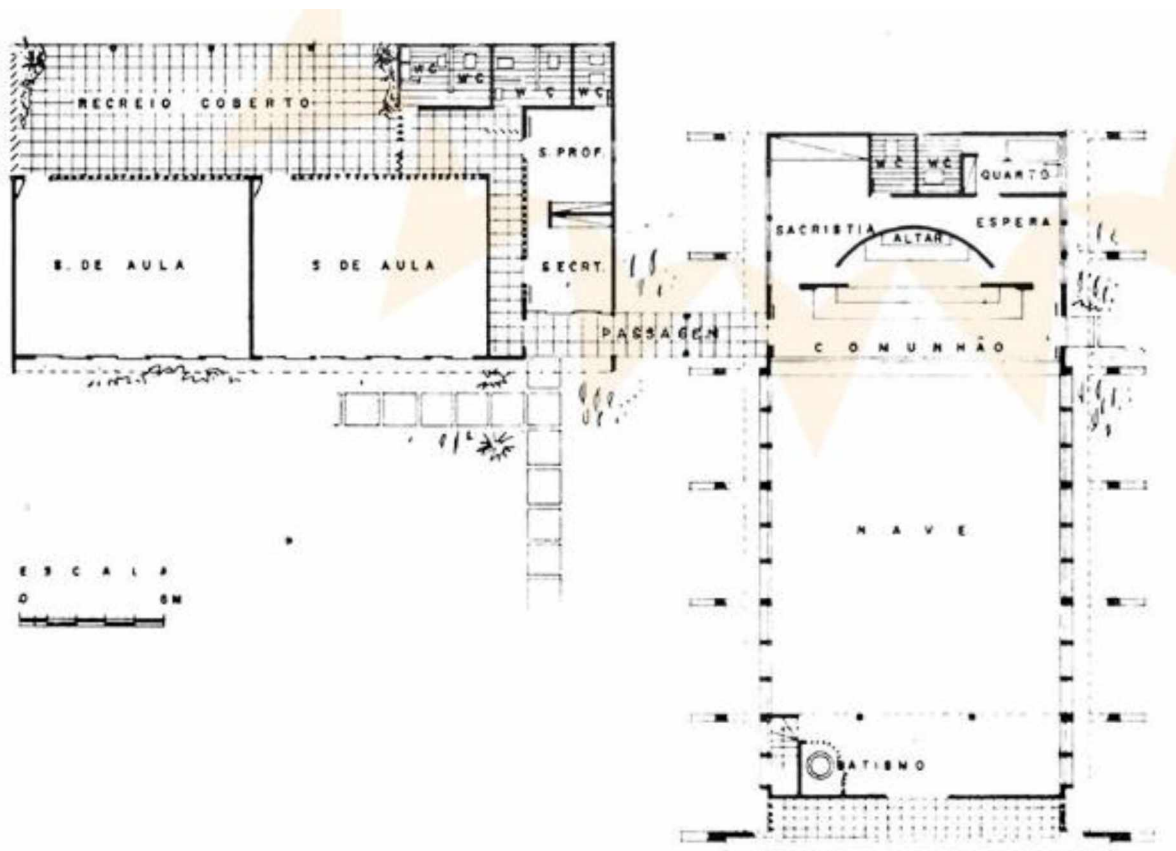 RECREIO COBERTO
WC
WC
WC
WC
S. PROF.
S. DE AULA
S DE AULA
SECRT.
PASSAGEM
WC
WC
QUARTO
SACRISTIA
ALTAR
ESPERA
COMUNHÃO
NAVE
BATISMO
ESCALA
0 6M